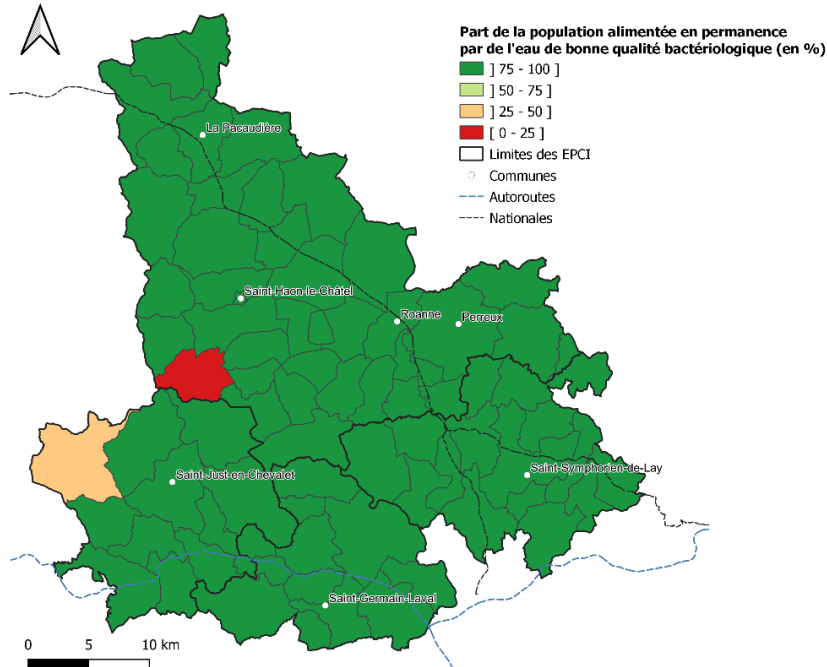 Part de la population alimentée en permanence
par de l'eau de bonne qualité bactériologique (en %)
] 75 - 100 ]
] 50 - 75 ]
] 25 - 50 ]
[ 0 - 25 ]
Limites des EPCI
Communes
Autoroutes
Nationales
La Pacaudière
Saint-Haon-le-Châtel
Roanne
Perreux
Saint-Just-en-Chevalet
Saint-Symphorien-de-Lay
Saint-Germain-Laval
0 5 10 km